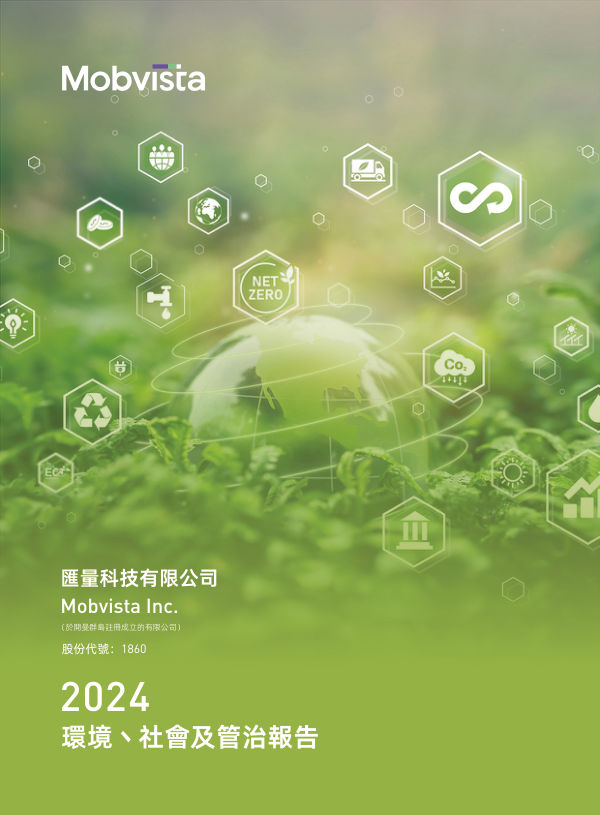 Mobvista
NET
ZERO
Co₂
ECO
匯量科技有限公司
Mobvista Inc.
（於開曼群島註冊成立的有限公司）
股份代號：1860
2024
環境、社會及管治報告